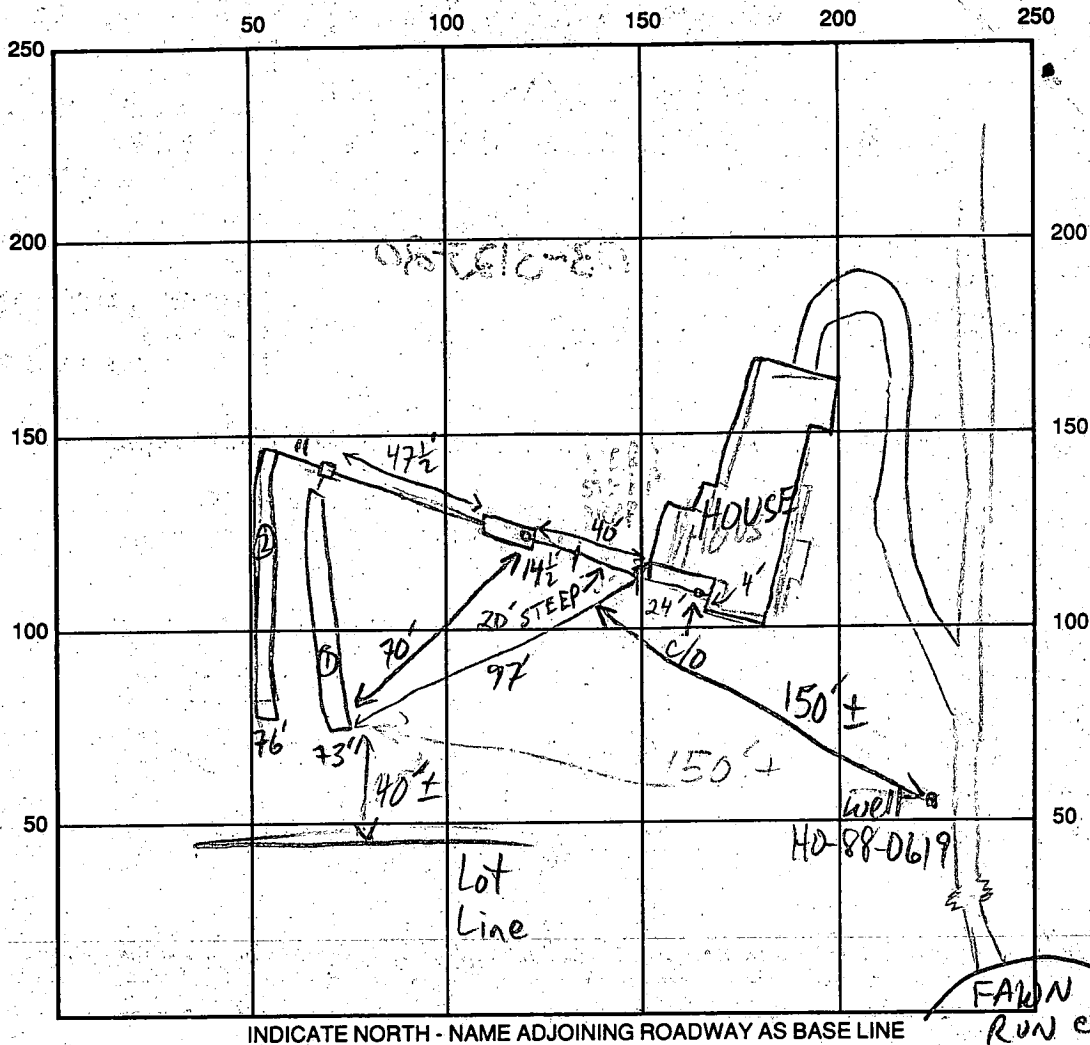 50 100 150 200 250
250
200 200
150 150
47½'
40'
HOUSE
②
14½'
4'
24'
20' STEEP
100 100
70'
C/O
①
97'
150'±
76'
73'
150'±
40'±
50 50
well
HO-88-0619
Lot
Line
FAWN
RUN
INDICATE NORTH - NAME ADJOINING ROADWAY AS BASE LINE